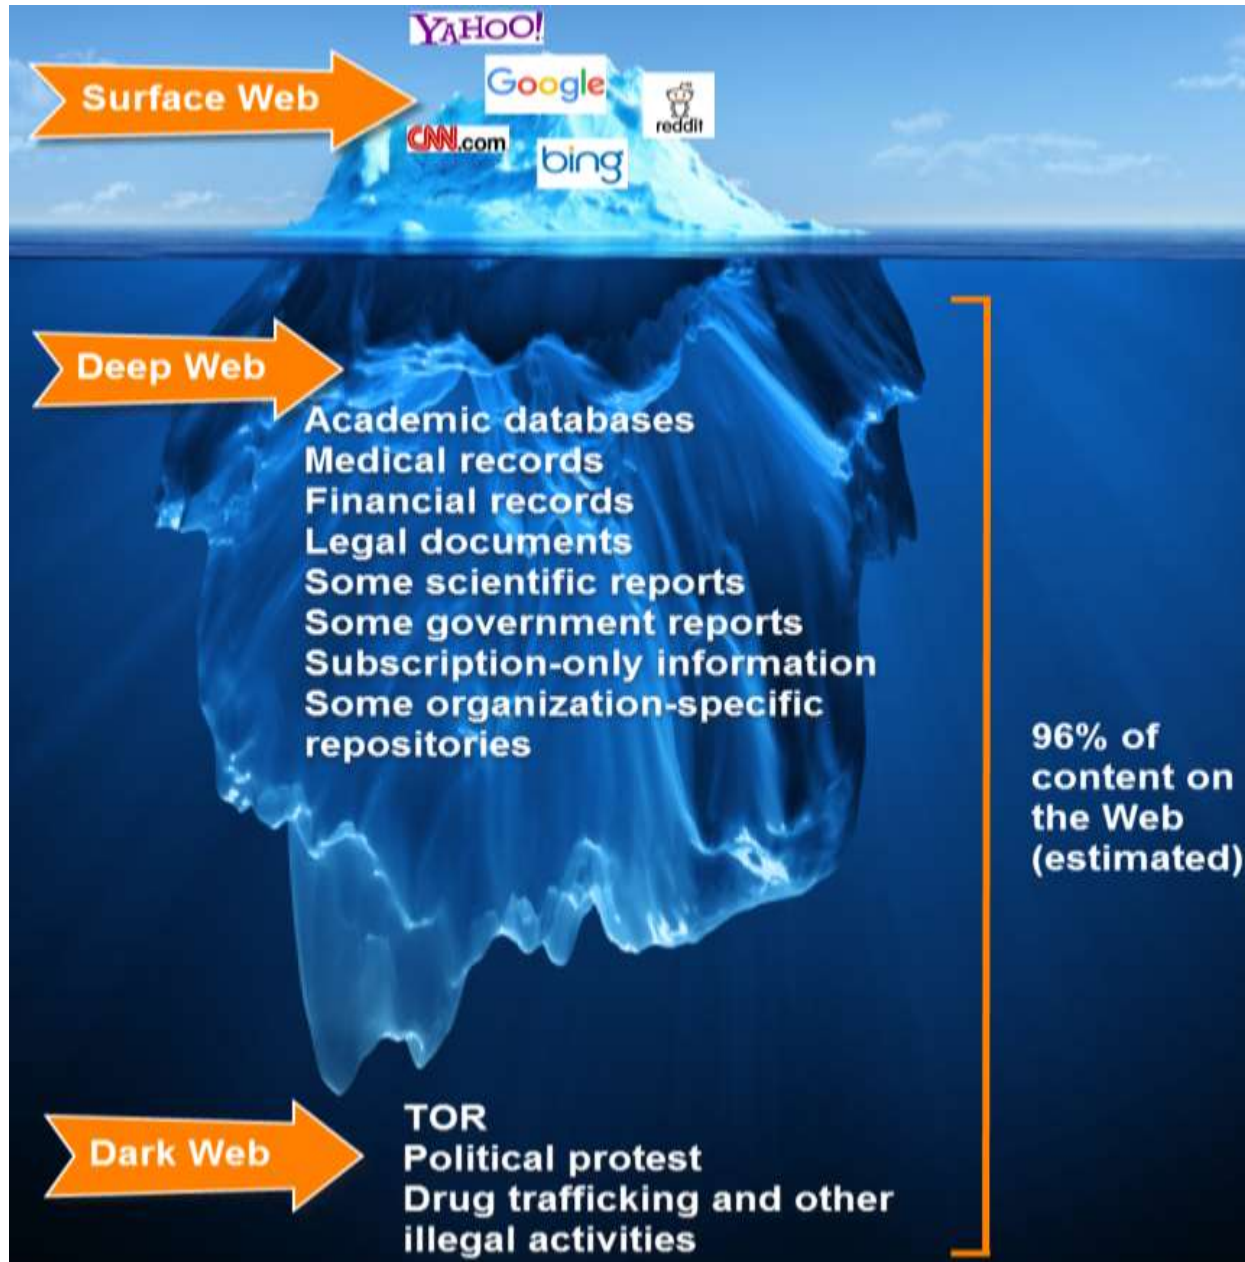 YAHOO!
Surface Web
Google
reddit
CNN.com
bing
Deep Web
Academic databases
Medical records
Financial records
Legal documents
Some scientific reports
Some government reports
Subscription-only information
Some organization-specific
repositories
96% of
content on
the Web
(estimated)
Dark Web
TOR
Political protest
Drug trafficking and other
illegal activities